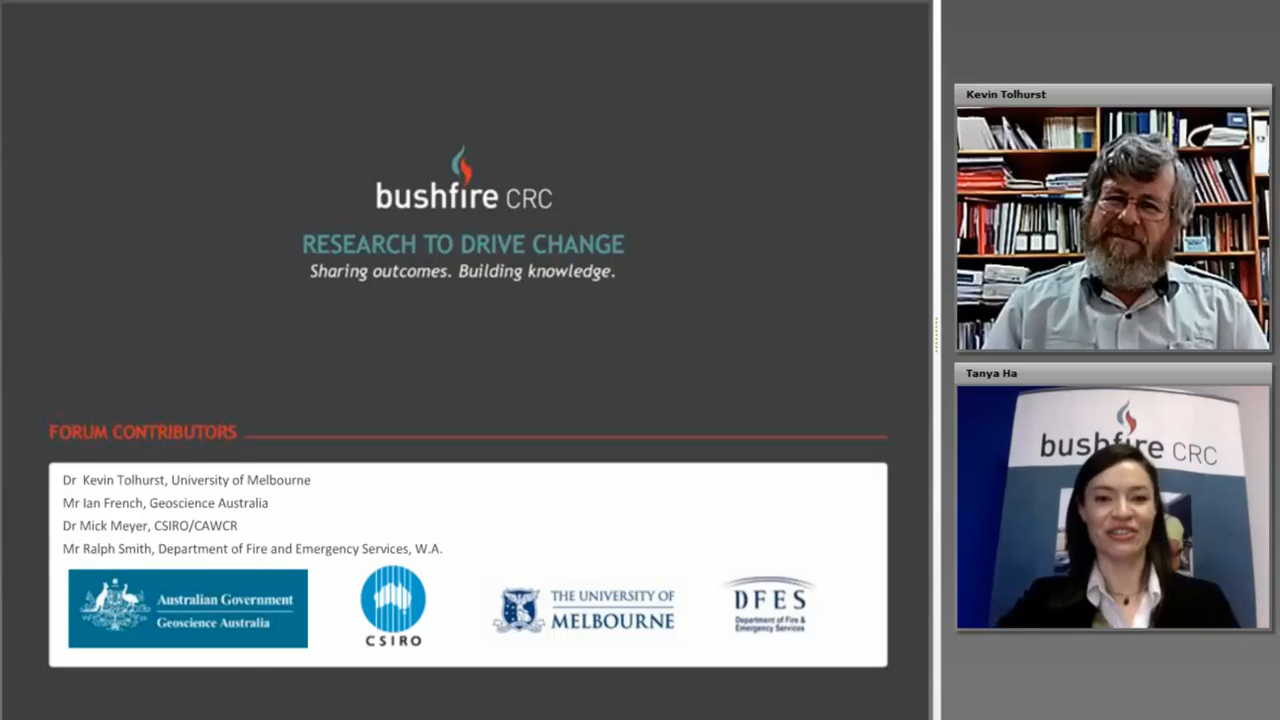 bushfire CRC
RESEARCH TO DRIVE CHANGE
Sharing outcomes. Building knowledge.
FORUM CONTRIBUTORS
Dr Kevin Tolhurst, University of Melbourne
Mr Ian French, Geoscience Australia
Dr Mick Meyer, CSIRO/CAWCR
Mr Ralph Smith, Department of Fire and Emergency Services, W.A.
Australian Government
Geoscience Australia
CSIRO
THE UNIVERSITY OF
MELBOURNE
DFES
Department of Fire &
Emergency Services
Kevin Tolhurst
Tanya Ha
bushfire CRC